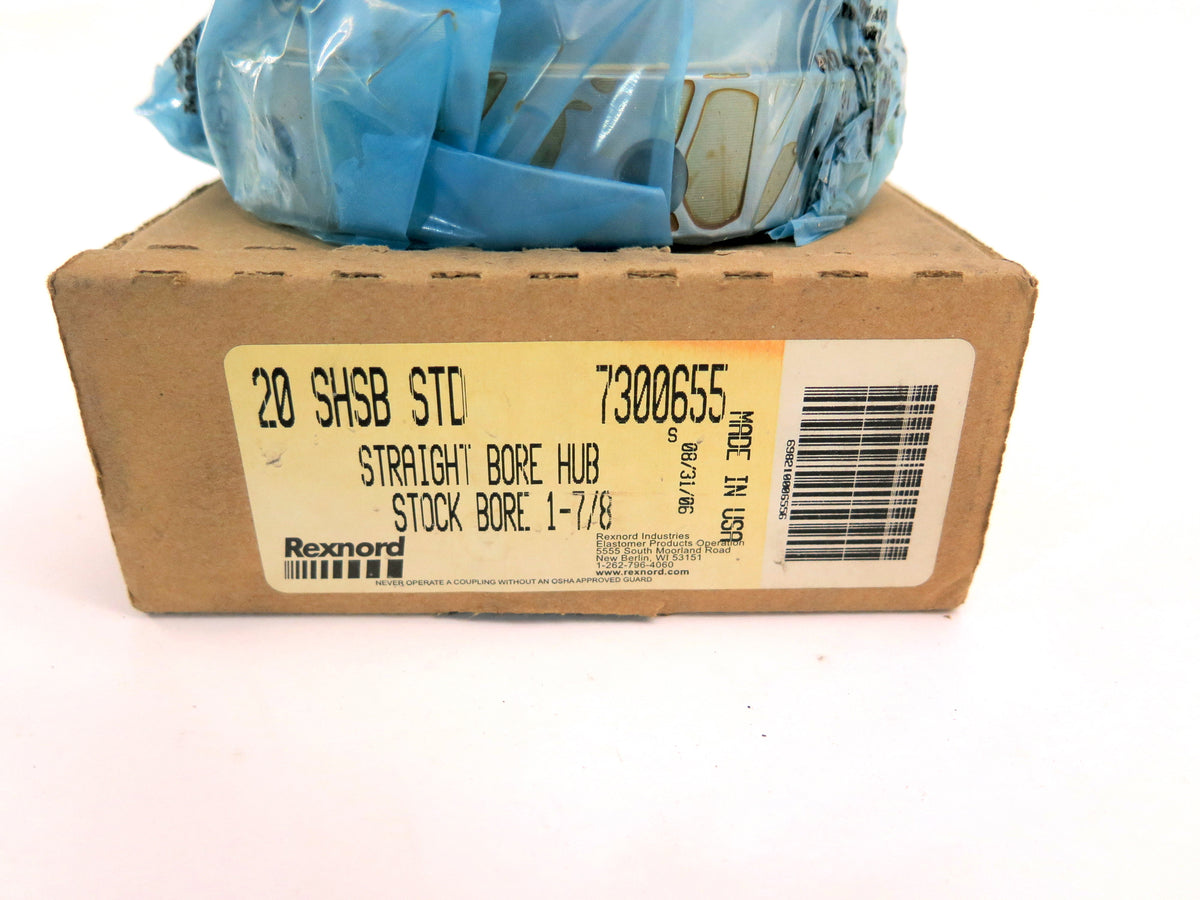 20 SHSB STD 7300655
STRAIGHT BORE HUB
STOCK BORE 1-7/8
S
08/31/06
MADE IN USA
Rexnord
Rexnord Industries
Elastomer Products Operation
5555 South Moorland Road
New Berlin, WI 53151
1-262-796-4060
www.rexnord.com
NEVER OPERATE A COUPLING WITHOUT AN OSHA APPROVED GUARD